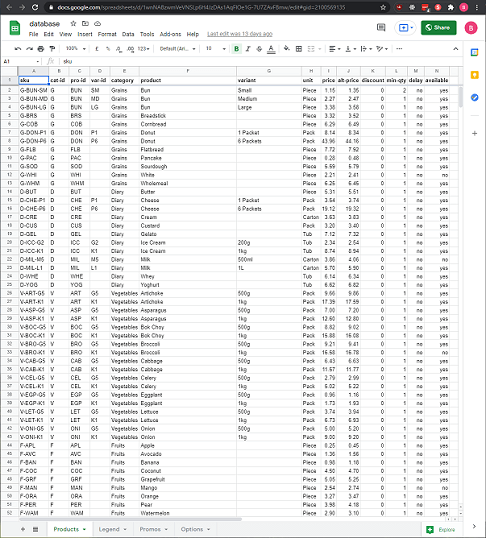 docs.google.com
database
File Edit View Insert Format Data Tools Add-ons Help Last edit was 13 days ago
Share
100% Default (Ari... 10
A1 sku
sku cat-id pro-id var-id category product variant unit price alt-price discount min-qty delay available
G-BUN-SM G BUN SM Grains Bun Small Piece 1.15 1.35 0 2 no yes
G-BUN-MD G BUN MD Grains Bun Medium Piece 2.27 2.47 0 1 no yes
G-BUN-LG G BUN LG Grains Bun Large Piece 3.38 3.58 0 1 no yes
G-BRS G BRS Grains Breadstick Piece 3.32 3.52 0 1 no yes
G-COB G COB Grains Cornbread Piece 6.29 6.49 0 1 no yes
G-DON-P1 G DON P1 Grains Donut 1 Packet Pack 8.14 8.34 0 1 no yes
G-DON-P6 G DON P6 Grains Donut 6 Packets Pack 43.96 44.16 0 1 no yes
G-FLB G FLB Grains Flatbread Piece 7.72 7.92 0 1 no yes
G-PAC G PAC Grains Pancake Piece 0.28 0.48 0 1 no yes
G-SOD G SOD Grains Sourdough Piece 5.59 5.79 0 1 no yes
G-WHI G WHI Grains White Piece 2.21 2.41 0 1 no no
G-WHM G WHM Grains Wholemeal Piece 6.25 6.45 0 1 no yes
D-BUT D BUT Diary Butter Piece 5.31 5.51 0 1 no yes
D-CHE-P1 D CHE P1 Diary Cheese 1 Packet Piece 3.54 3.74 0 1 no yes
D-CHE-P6 D CHE P6 Diary Cheese 6 Packets Piece 19.12 19.32 0 1 no yes
D-CRE D CRE Diary Cream Carton 3.63 3.83 0 1 no yes
D-CUS D CUS Diary Custard Pack 3.20 3.40 0 1 no yes
D-GEL D GEL Diary Gelato Tub 7.12 7.32 0 1 no yes
D-ICC-G2 D ICC G2 Diary Ice Cream 200g Tub 2.34 2.54 0 1 no yes
D-ICC-K1 D ICC K1 Diary Ice Cream 1kg Tub 8.74 8.94 0 1 no yes
D-MIL-M5 D MIL M5 Diary Milk 500ml Carton 3.86 4.06 0 1 no no
D-MIL-L1 D MIL L1 Diary Milk 1L Carton 5.70 5.90 0 1 no yes
D-WHE D WHE Diary Whey Tub 6.14 6.34 0 1 no yes
D-YOG D YOG Diary Yoghurt Tub 6.62 6.82 0 1 no yes
V-ART-G5 V ART G5 Vegetables Artichoke 500g Pack 9.66 9.86 0 1 no yes
V-ART-K1 V ART K1 Vegetables Artichoke 1kg Pack 17.39 17.59 0 1 no yes
V-ASP-G5 V ASP G5 Vegetables Asparagus 500g Pack 7.00 7.20 0 1 no yes
V-ASP-K1 V ASP K1 Vegetables Asparagus 1kg Pack 12.60 12.80 0 1 no yes
V-BOC-G5 V BOC G5 Vegetables Bok Choy 500g Pack 8.82 9.02 0 1 no yes
V-BOC-K1 V BOC K1 Vegetables Bok Choy 1kg Pack 15.88 16.08 0 1 no yes
V-BRO-G5 V BRO G5 Vegetables Broccoli 500g Pack 9.21 9.41 0 1 no yes
V-BRO-K1 V BRO K1 Vegetables Broccoli 1kg Pack 16.58 16.78 0 1 no no
V-CAB-G5 V CAB G5 Vegetables Cabbage 500g Pack 6.43 6.63 0 1 no yes
V-CAB-K1 V CAB K1 Vegetables Cabbage 1kg Pack 11.57 11.77 0 1 no yes
V-CEL-G5 V CEL G5 Vegetables Celery 500g Pack 2.79 2.99 0 1 no yes
V-CEL-K1 V CEL K1 Vegetables Celery 1kg Pack 5.02 5.22 0 1 no yes
V-EGP-G5 V EGP G5 Vegetables Eggplant 500g Pack 0.96 1.16 0 1 no yes
V-EGP-K1 V EGP K1 Vegetables Eggplant 1kg Pack 1.73 1.93 0 1 no yes
V-LET-G5 V LET G5 Vegetables Lettuce 500g Pack 3.74 3.94 0 1 no yes
V-LET-K1 V LET K1 Vegetables Lettuce 1kg Pack 6.73 6.93 0 1 no yes
V-ONI-G5 V ONI G5 Vegetables Onion 500g Pack 5.00 5.20 0 1 no yes
V-ONI-K1 V ONI K1 Vegetables Onion 1kg Pack 9.00 9.20 0 1 no yes
F-APL F APL Fruits Apple Piece 0.25 0.45 0 1 no yes
F-AVC F AVC Fruits Avocado Piece 1.36 1.56 0 1 no yes
F-BAN F BAN Fruits Banana Piece 0.98 1.18 0 1 no yes
F-COC F COC Fruits Coconut Piece 4.50 4.70 0 1 no yes
F-GRF F GRF Fruits Grapefruit Piece 5.05 5.25 0 1 no yes
F-MAN F MAN Fruits Mango Piece 2.54 2.74 0 1 no no
F-ORA F ORA Fruits Orange Piece 3.27 3.47 0 1 no yes
F-PER F PER Fruits Pear Piece 3.98 4.18 0 1 no yes
F-WAM F WAM Fruits Watermelon Piece 2.90 3.10 0 1 no yes
Products Legend Promos Options Explore